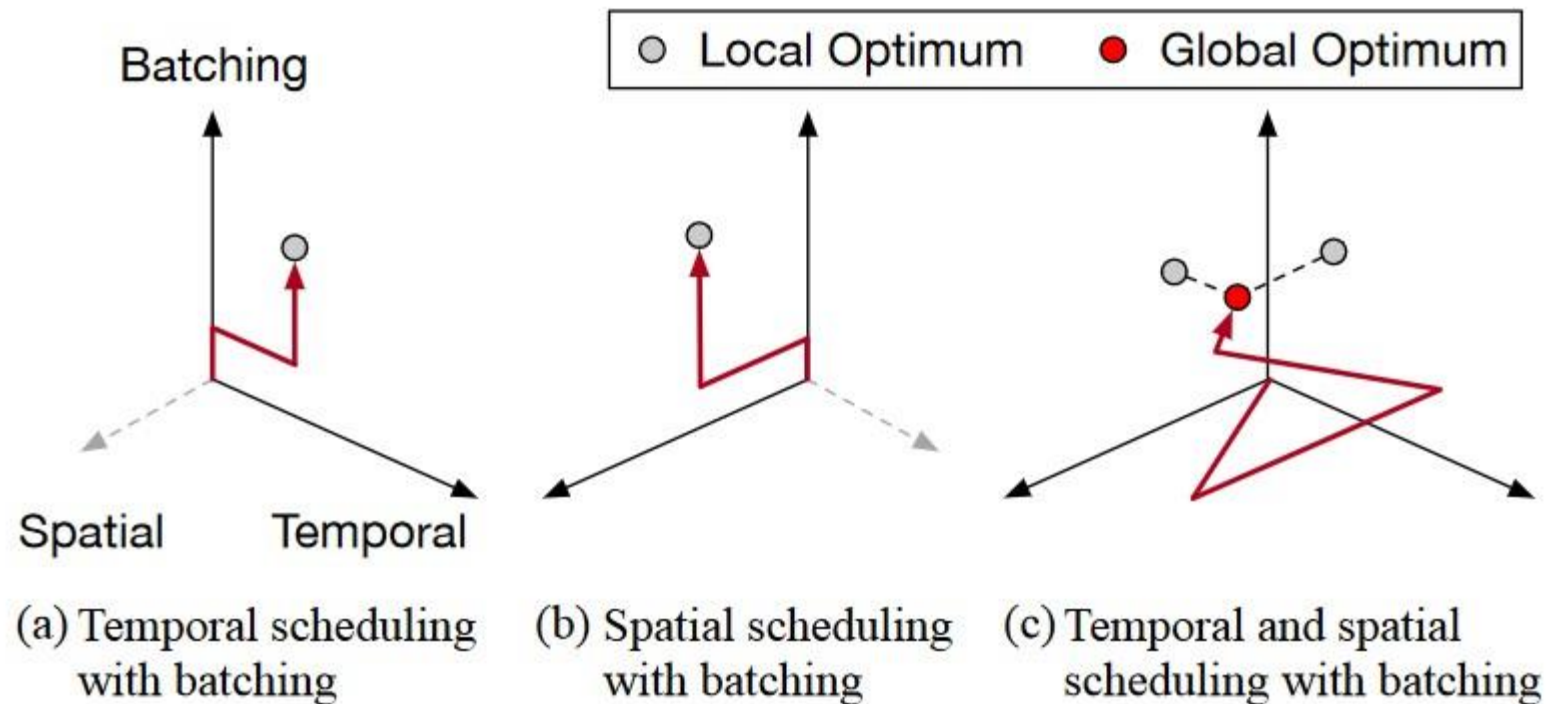 Batching
Local Optimum Global Optimum
Spatial Temporal
(a) Temporal scheduling
with batching
(b) Spatial scheduling
with batching
(c) Temporal and spatial
scheduling with batching